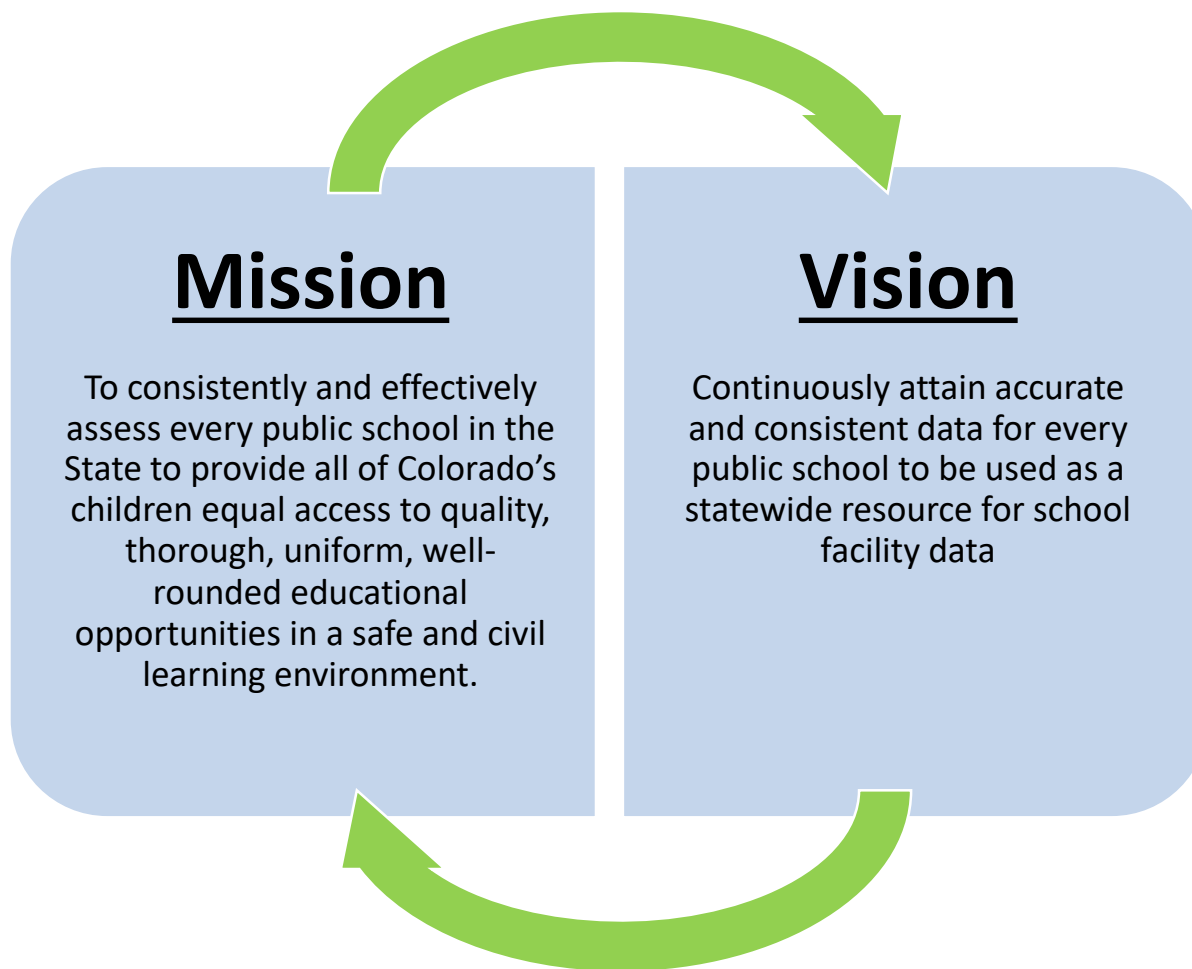 Mission
To consistently and effectively
assess every public school in the
State to provide all of Colorado’s
children equal access to quality,
thorough, uniform, well-
rounded educational
opportunities in a safe and civil
learning environment.
Vision
Continuously attain accurate
and consistent data for every
public school to be used as a
statewide resource for school
facility data